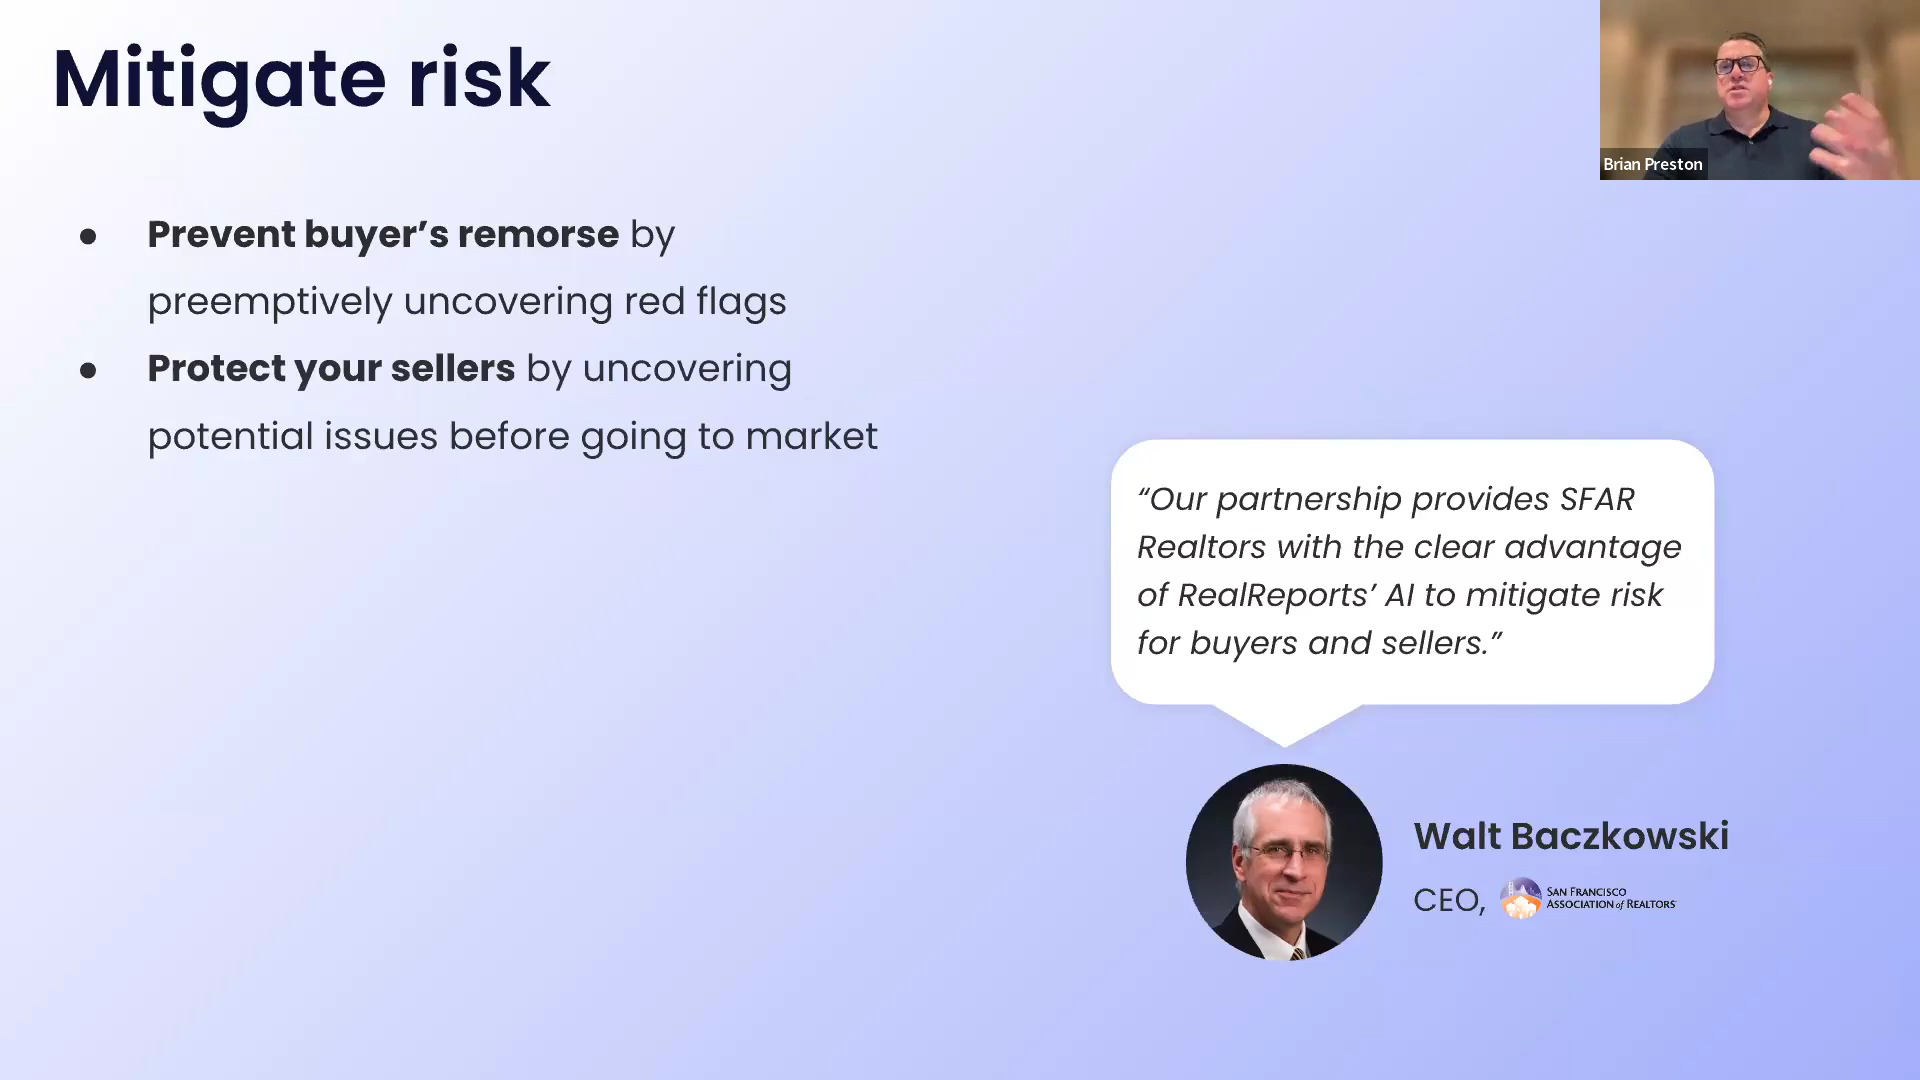 Mitigate risk
Brian Preston
● Prevent buyer’s remorse by
preemptively uncovering red flags
● Protect your sellers by uncovering
potential issues before going to market
“Our partnership provides SFAR
Realtors with the clear advantage
of RealReports’ AI to mitigate risk
for buyers and sellers.”
Walt Baczkowski
CEO,
SAN FRANCISCO
ASSOCIATION of REALTORS